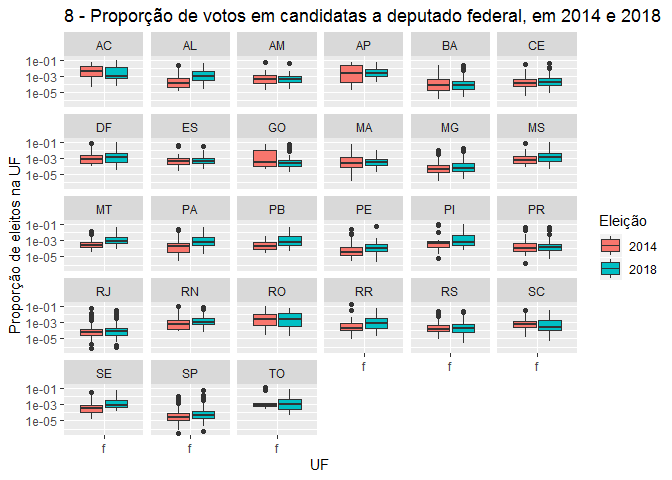 8 - Proporção de votos em candidatas a deputado federal, em 2014 e 2018
Proporção de eleitos na UF
AC AL AM AP BA CE
1e-01
1e-03
1e-05
DF ES GO MA MG MS
1e-01
1e-03
1e-05
MT PA PB PE PI PR
1e-01
1e-03
1e-05
RJ RN RO RR RS SC
1e-01
1e-03
1e-05
f f f
SE SP TO
1e-01
1e-03
1e-05
f f f
UF
Eleição
2014
2018